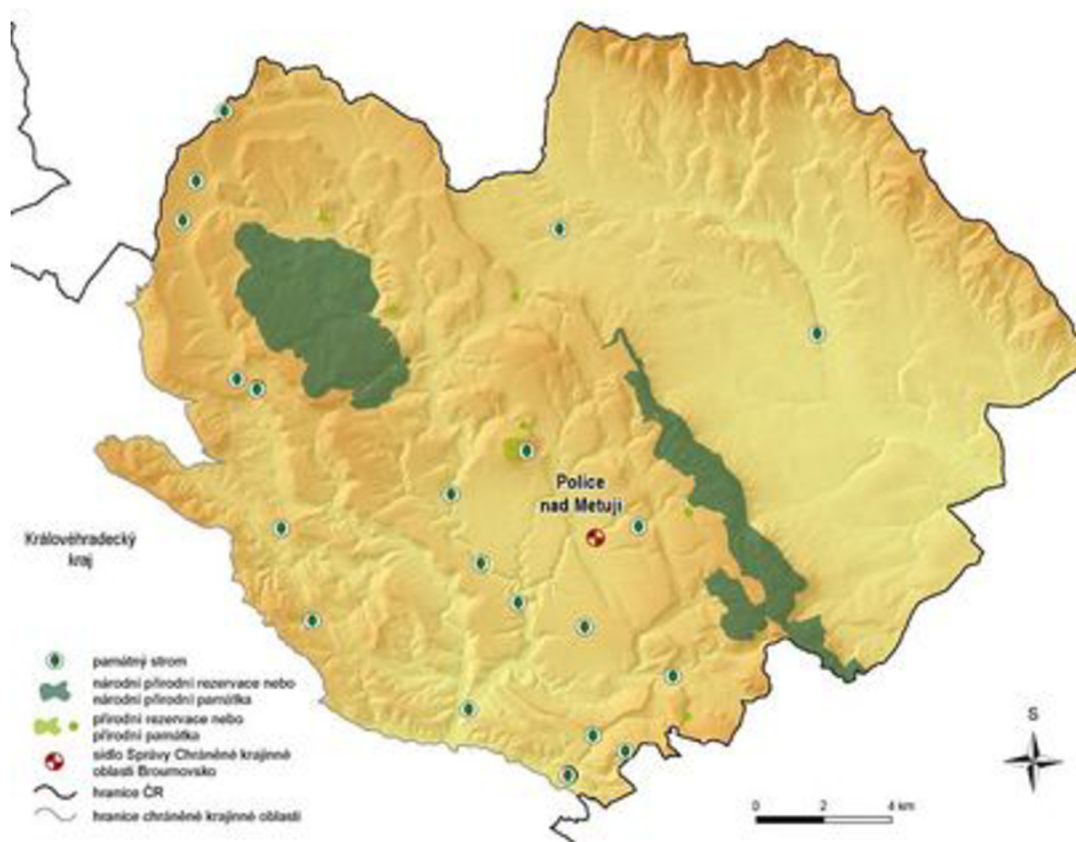 Police
nad Metují
Královéhradecký
kraj
památný strom
národní přírodní rezervace nebo
národní přírodní památka
přírodní rezervace nebo
přírodní památka
sídlo Správy Chráněné krajinné
oblasti Broumovsko
hranice ČR
hranice chráněné krajinné oblasti
S
0 2 4 km